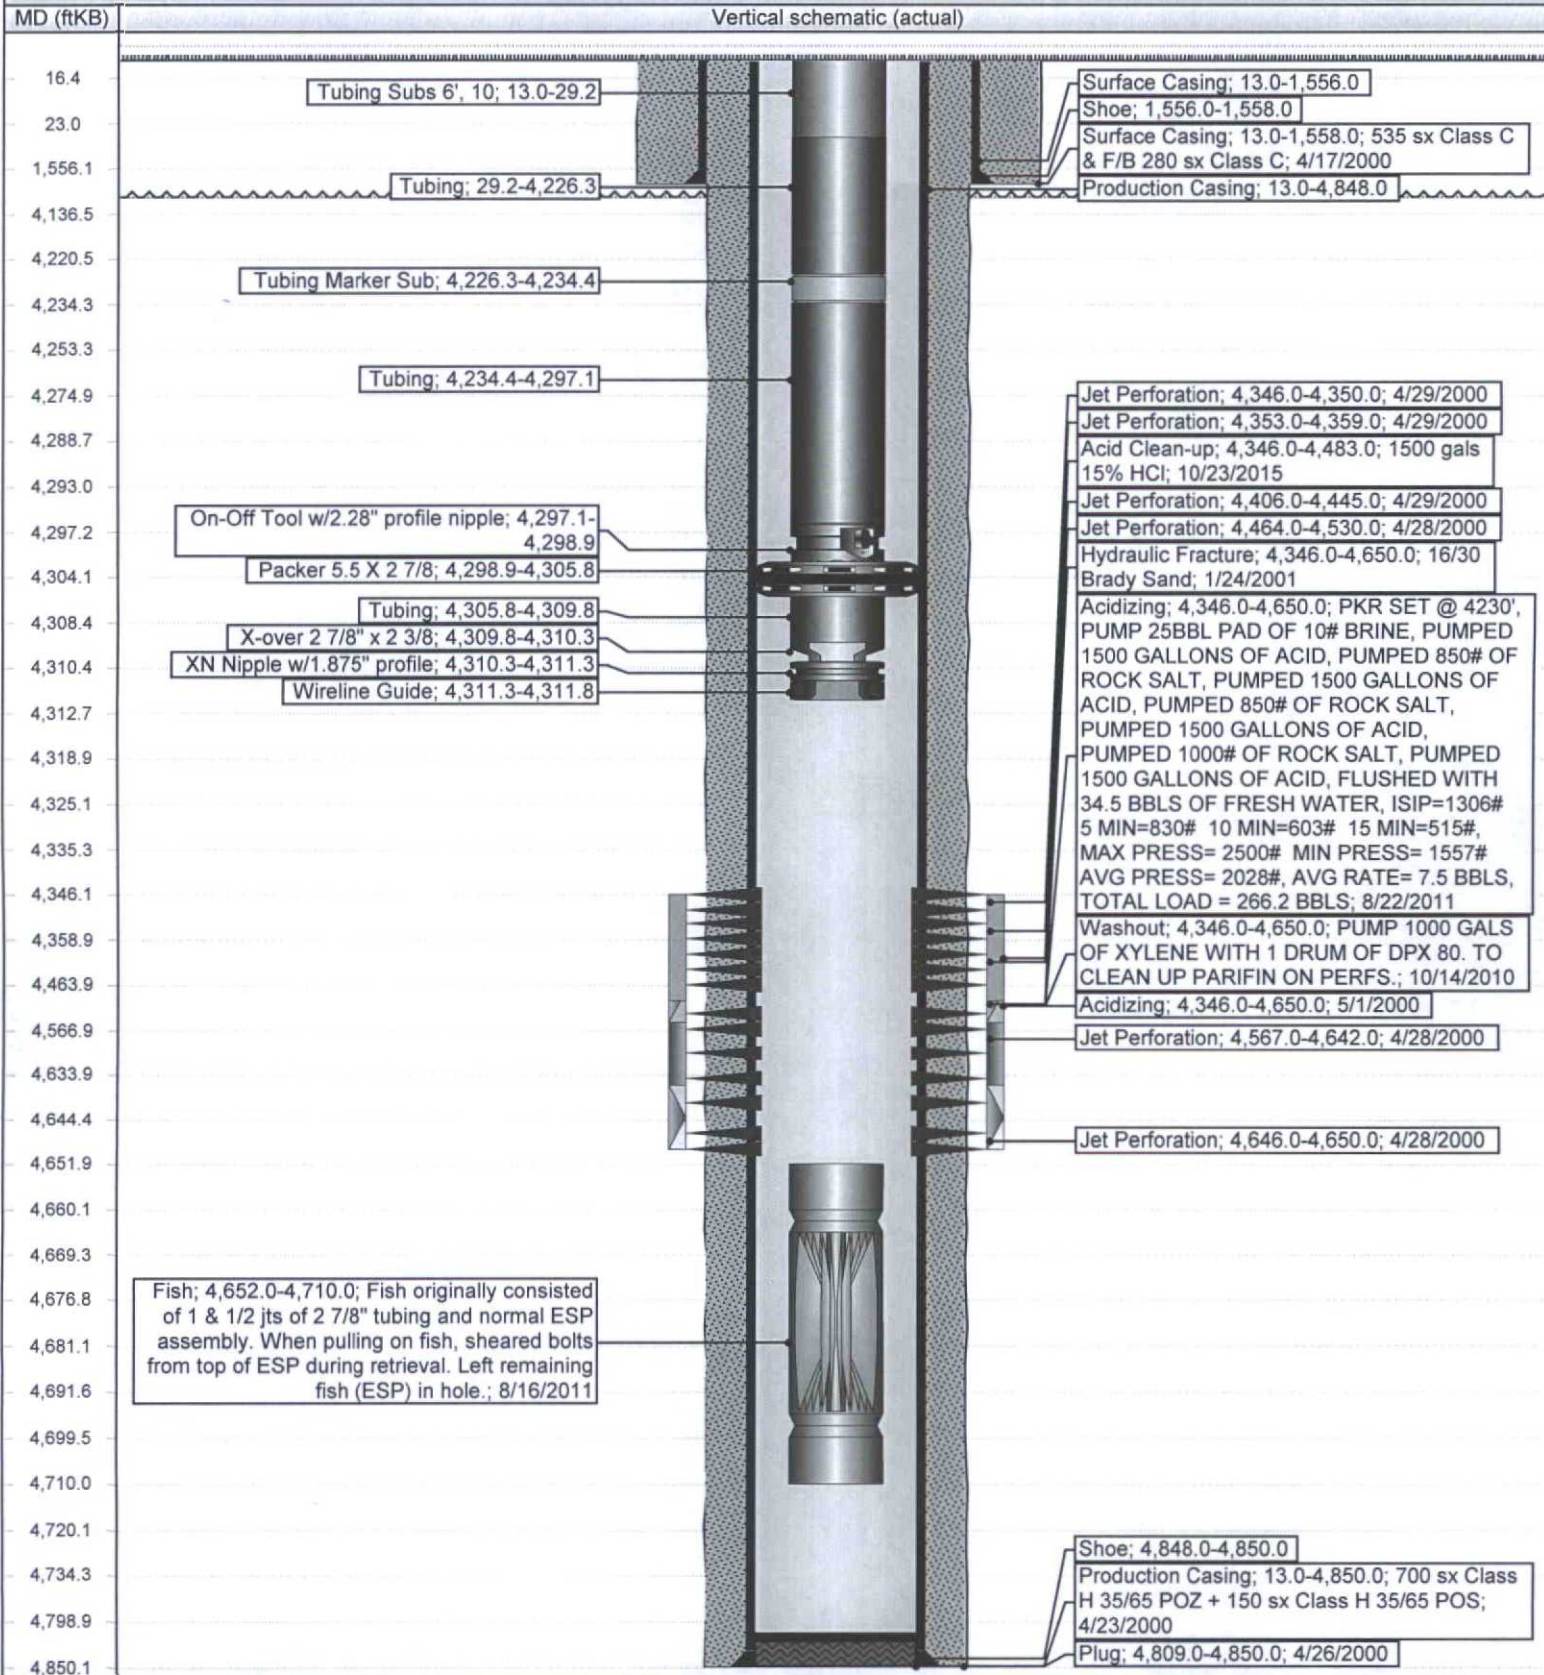 MD (ftKB)
Vertical schematic (actual)
16.4
23.0
1,556.1
4,136.5
4,220.5
4,234.3
4,253.3
4,274.9
4,288.7
4,293.0
4,297.2
4,304.1
4,308.4
4,310.4
4,312.7
4,318.9
4,325.1
4,335.3
4,346.1
4,358.9
4,463.9
4,566.9
4,633.9
4,644.4
4,651.9
4,660.1
4,669.3
4,676.8
4,681.1
4,691.6
4,699.5
4,710.0
4,720.1
4,734.3
4,798.9
4,850.1
Tubing Subs 6', 10; 13.0-29.2
Tubing; 29.2-4,226.3
Tubing Marker Sub; 4,226.3-4,234.4
Tubing; 4,234.4-4,297.1
On-Off Tool w/2.28" profile nipple; 4,297.1-
4,298.9
Packer 5.5 X 2 7/8; 4,298.9-4,305.8
Tubing; 4,305.8-4,309.8
X-over 2 7/8" x 2 3/8; 4,309.8-4,310.3
XN Nipple w/1.875" profile; 4,310.3-4,311.3
Wireline Guide; 4,311.3-4,311.8
Fish; 4,652.0-4,710.0; Fish originally consisted
of 1 & 1/2 jts of 2 7/8" tubing and normal ESP
assembly. When pulling on fish, sheared bolts
from top of ESP during retrieval. Left remaining
fish (ESP) in hole.; 8/16/2011
Surface Casing; 13.0-1,556.0
Shoe; 1,556.0-1,558.0
Surface Casing; 13.0-1,558.0; 535 sx Class C
& F/B 280 sx Class C; 4/17/2000
Production Casing; 13.0-4,848.0
Jet Perforation; 4,346.0-4,350.0; 4/29/2000
Jet Perforation; 4,353.0-4,359.0; 4/29/2000
Acid Clean-up; 4,346.0-4,483.0; 1500 gals
15% HCl; 10/23/2015
Jet Perforation; 4,406.0-4,445.0; 4/29/2000
Jet Perforation; 4,464.0-4,530.0; 4/28/2000
Hydraulic Fracture; 4,346.0-4,650.0; 16/30
Brady Sand; 1/24/2001
Acidizing; 4,346.0-4,650.0; PKR SET @ 4230',
PUMP 25BBL PAD OF 10# BRINE, PUMPED
1500 GALLONS OF ACID, PUMPED 850# OF
ROCK SALT, PUMPED 1500 GALLONS OF
ACID, PUMPED 850# OF ROCK SALT,
PUMPED 1500 GALLONS OF ACID,
PUMPED 1000# OF ROCK SALT, PUMPED
1500 GALLONS OF ACID, FLUSHED WITH
34.5 BBLS OF FRESH WATER, ISIP=1306#
5 MIN=830# 10 MIN=603# 15 MIN=515#,
MAX PRESS= 2500# MIN PRESS= 1557#
AVG PRESS= 2028#, AVG RATE= 7.5 BBLS,
TOTAL LOAD = 266.2 BBLS; 8/22/2011
Washout; 4,346.0-4,650.0; PUMP 1000 GALS
OF XYLENE WITH 1 DRUM OF DPX 80. TO
CLEAN UP PARIFIN ON PERFS.; 10/14/2010
Acidizing; 4,346.0-4,650.0; 5/1/2000
Jet Perforation; 4,567.0-4,642.0; 4/28/2000
Jet Perforation; 4,646.0-4,650.0; 4/28/2000
Shoe; 4,848.0-4,850.0
Production Casing; 13.0-4,850.0; 700 sx Class
H 35/65 POZ + 150 sx Class H 35/65 POS;
4/23/2000
Plug; 4,809.0-4,850.0; 4/26/2000